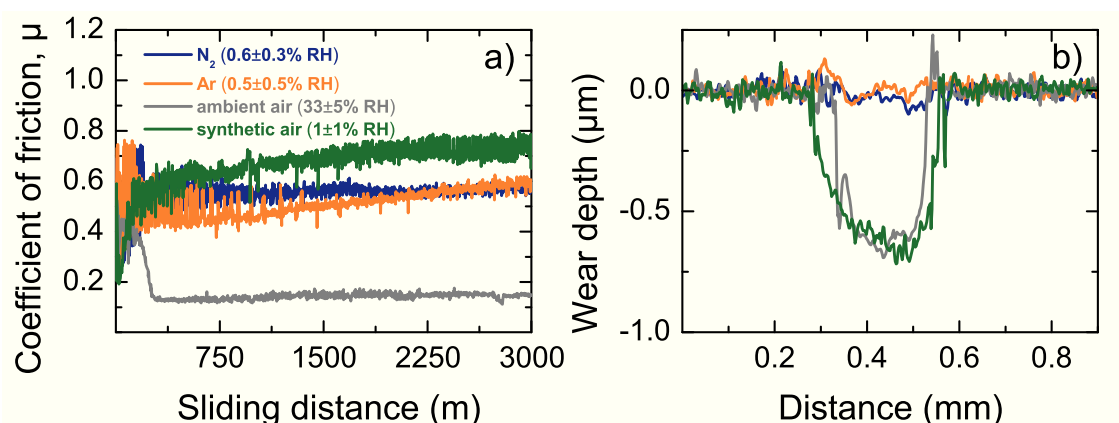 Coefficient of friction, μ
1.2
1.0
0.8
0.6
0.4
0.2
N2 (0.6±0.3% RH)
Ar (0.5±0.5% RH)
ambient air (33±5% RH)
synthetic air (1±1% RH)
a)
750 1500 2250 3000
Sliding distance (m)
Wear depth (μm)
0.0
-0.5
-1.0
b)
0.2 0.4 0.6 0.8
Distance (mm)